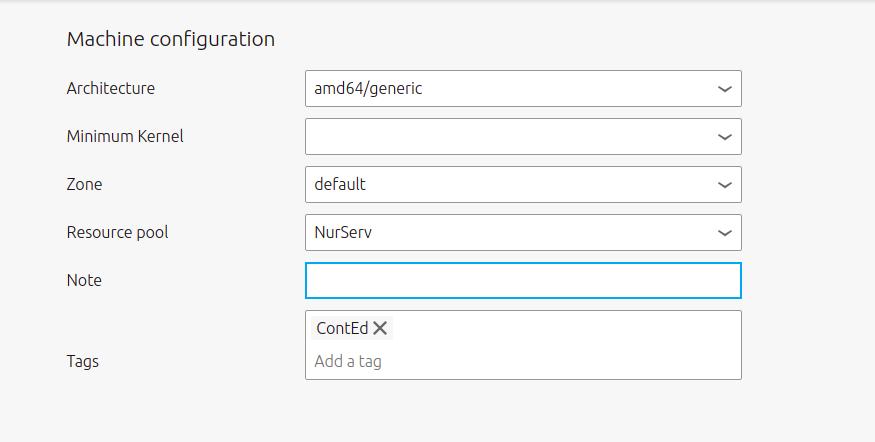 Machine configuration
Architecture amd64/generic
Minimum Kernel
Zone default
Resource pool NurServ
Note
ContEd
Tags Add a tag